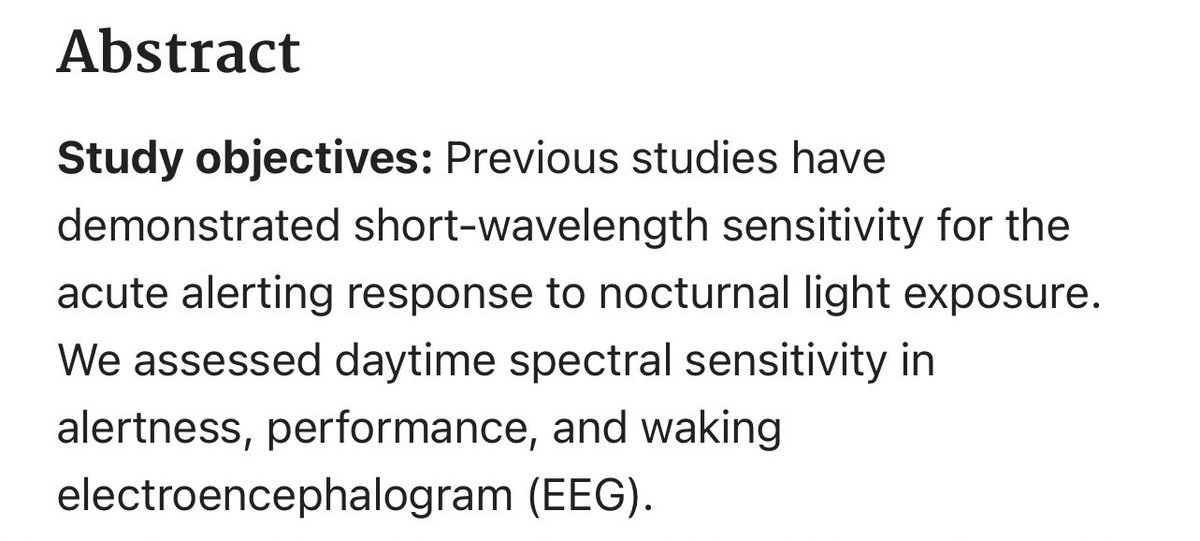 Abstract
Study objectives: Previous studies have
demonstrated short-wavelength sensitivity for the
acute alerting response to nocturnal light exposure.
We assessed daytime spectral sensitivity in
alertness, performance, and waking
electroencephalogram (EEG).